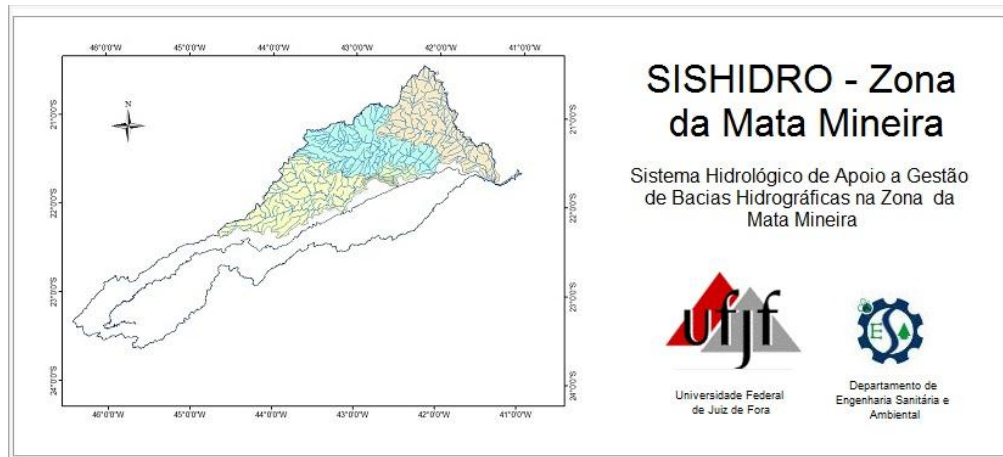 46°0'0"W 45°0'0"W 44°0'0"W 43°0'0"W 42°0'0"W 41°0'0"W
N
21°0'0"S 21°0'0"S
22°0'0"S 22°0'0"S
23°0'0"S 23°0'0"S
24°0'0"S 24°0'0"S
46°0'0"W 45°0'0"W 44°0'0"W 43°0'0"W 42°0'0"W 41°0'0"W
SISHIDRO - Zona
da Mata Mineira
Sistema Hidrológico de Apoio a Gestão
de Bacias Hidrográficas na Zona da
Mata Mineira
ufjf
Universidade Federal
de Juiz de Fora
ESA
Departamento de
Engenharia Sanitária e
Ambiental